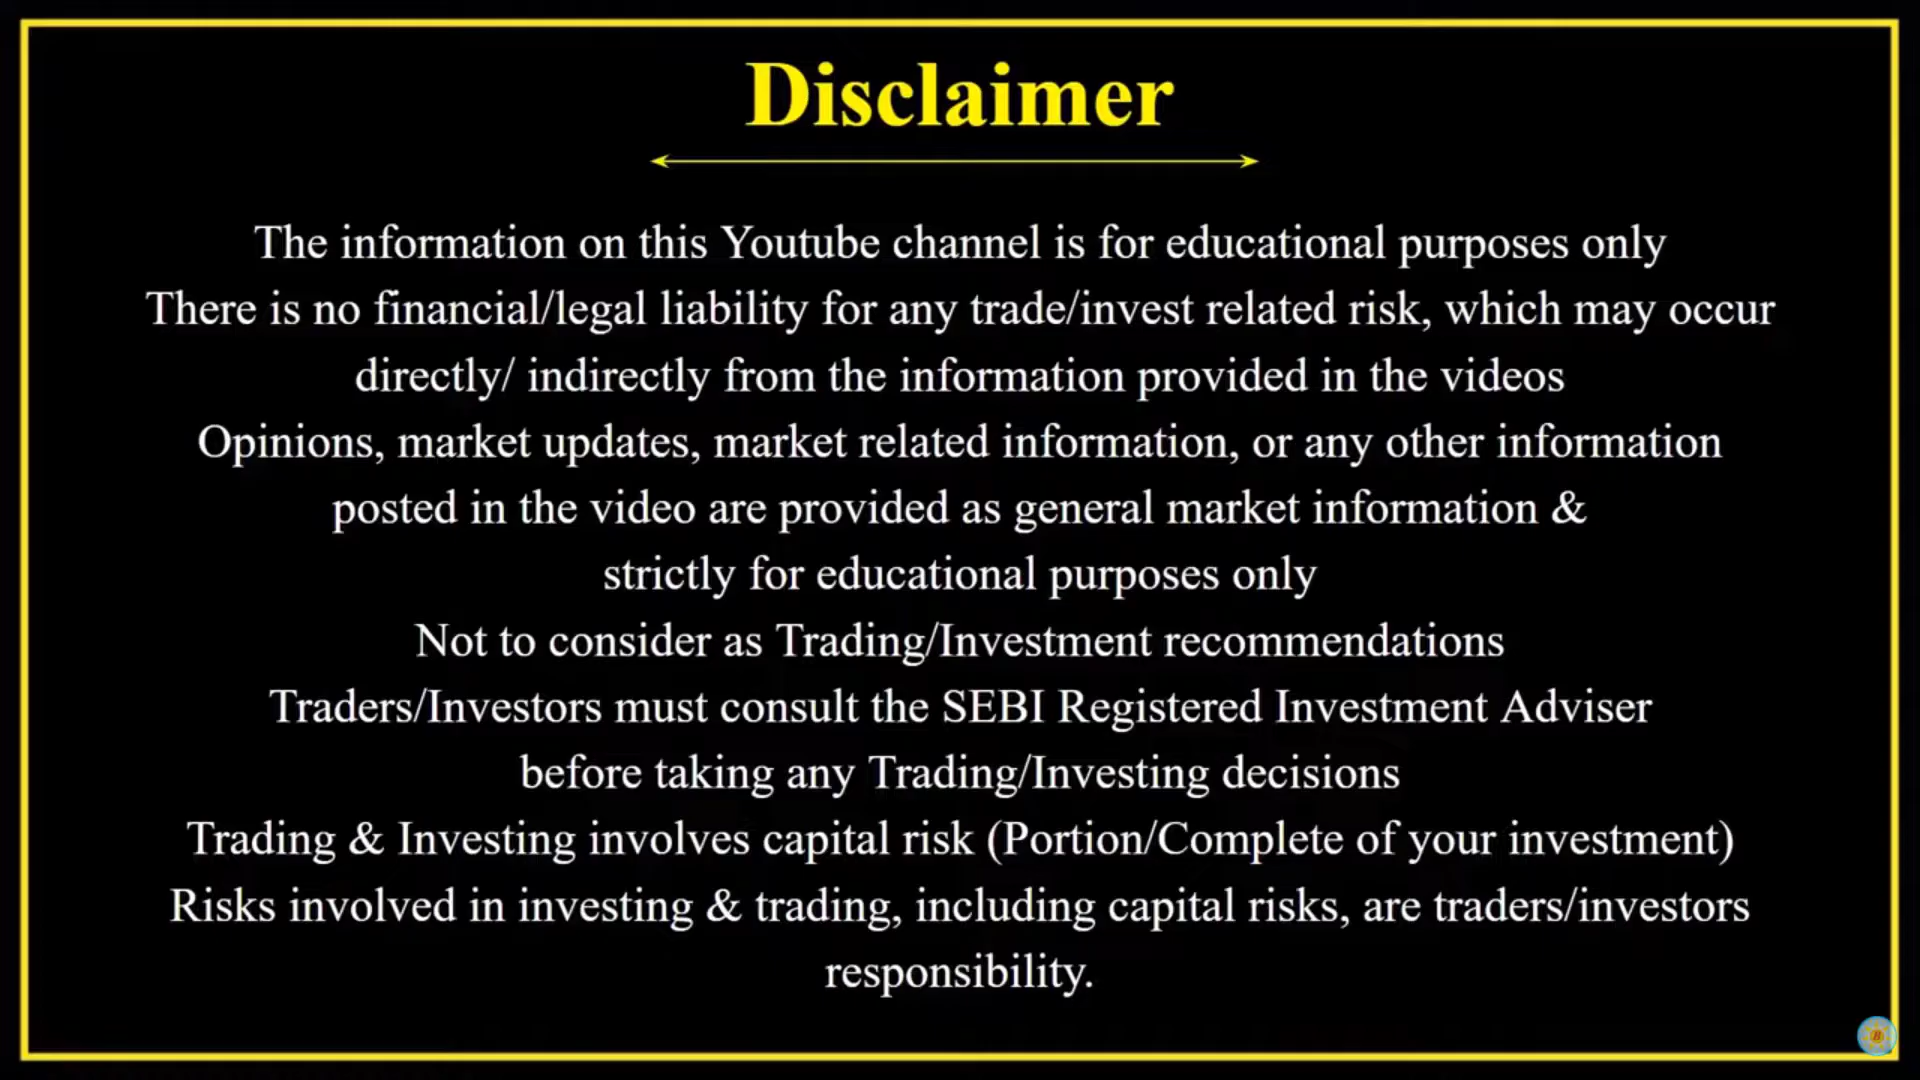 Disclaimer
The information on this Youtube channel is for educational purposes only
There is no financial/legal liability for any trade/invest related risk, which may occur
directly/ indirectly from the information provided in the videos
Opinions, market updates, market related information, or any other information
posted in the video are provided as general market information &
strictly for educational purposes only
Not to consider as Trading/Investment recommendations
Traders/Investors must consult the SEBI Registered Investment Adviser
before taking any Trading/Investing decisions
Trading & Investing involves capital risk (Portion/Complete of your investment)
Risks involved in investing & trading, including capital risks, are traders/investors
responsibility.